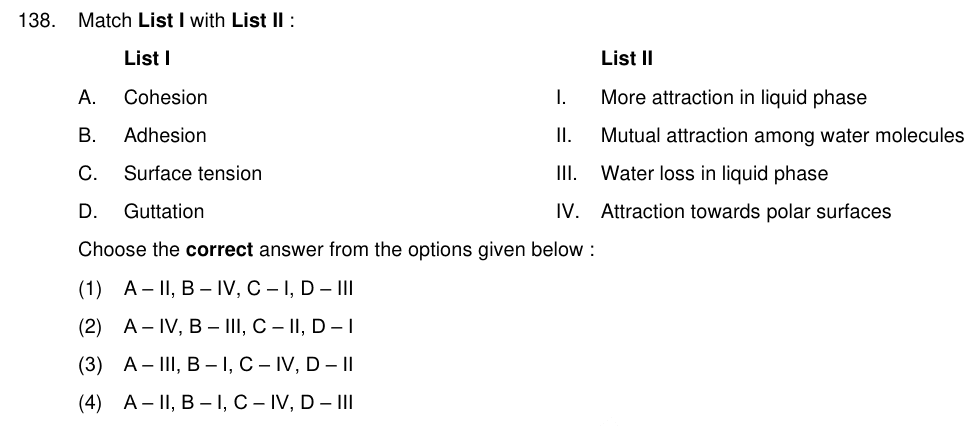 138. Match List I with List II :
List I List II
A. Cohesion I. More attraction in liquid phase
B. Adhesion II. Mutual attraction among water molecules
C. Surface tension III. Water loss in liquid phase
D. Guttation IV. Attraction towards polar surfaces
Choose the correct answer from the options given below :
(1) A – II, B – IV, C – I, D – III
(2) A – IV, B – III, C – II, D – I
(3) A – III, B – I, C – IV, D – II
(4) A – II, B – I, C – IV, D – III